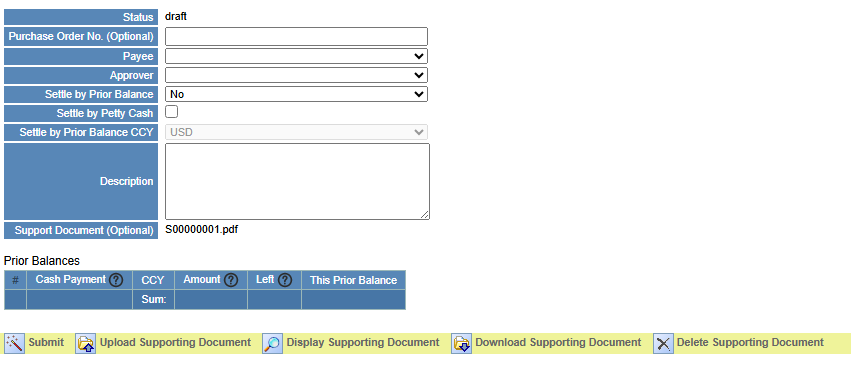 Status draft
Purchase Order No. (Optional)
Payee
Approver
Settle by Prior Balance No
Settle by Petty Cash
Settle by Prior Balance CCY USD
Description
Support Document (Optional) S00000001.pdf
Prior Balances
# Cash Payment ? CCY Amount ? Left ? This Prior Balance
Sum:
Submit Upload Supporting Document Display Supporting Document Download Supporting Document Delete Supporting Document